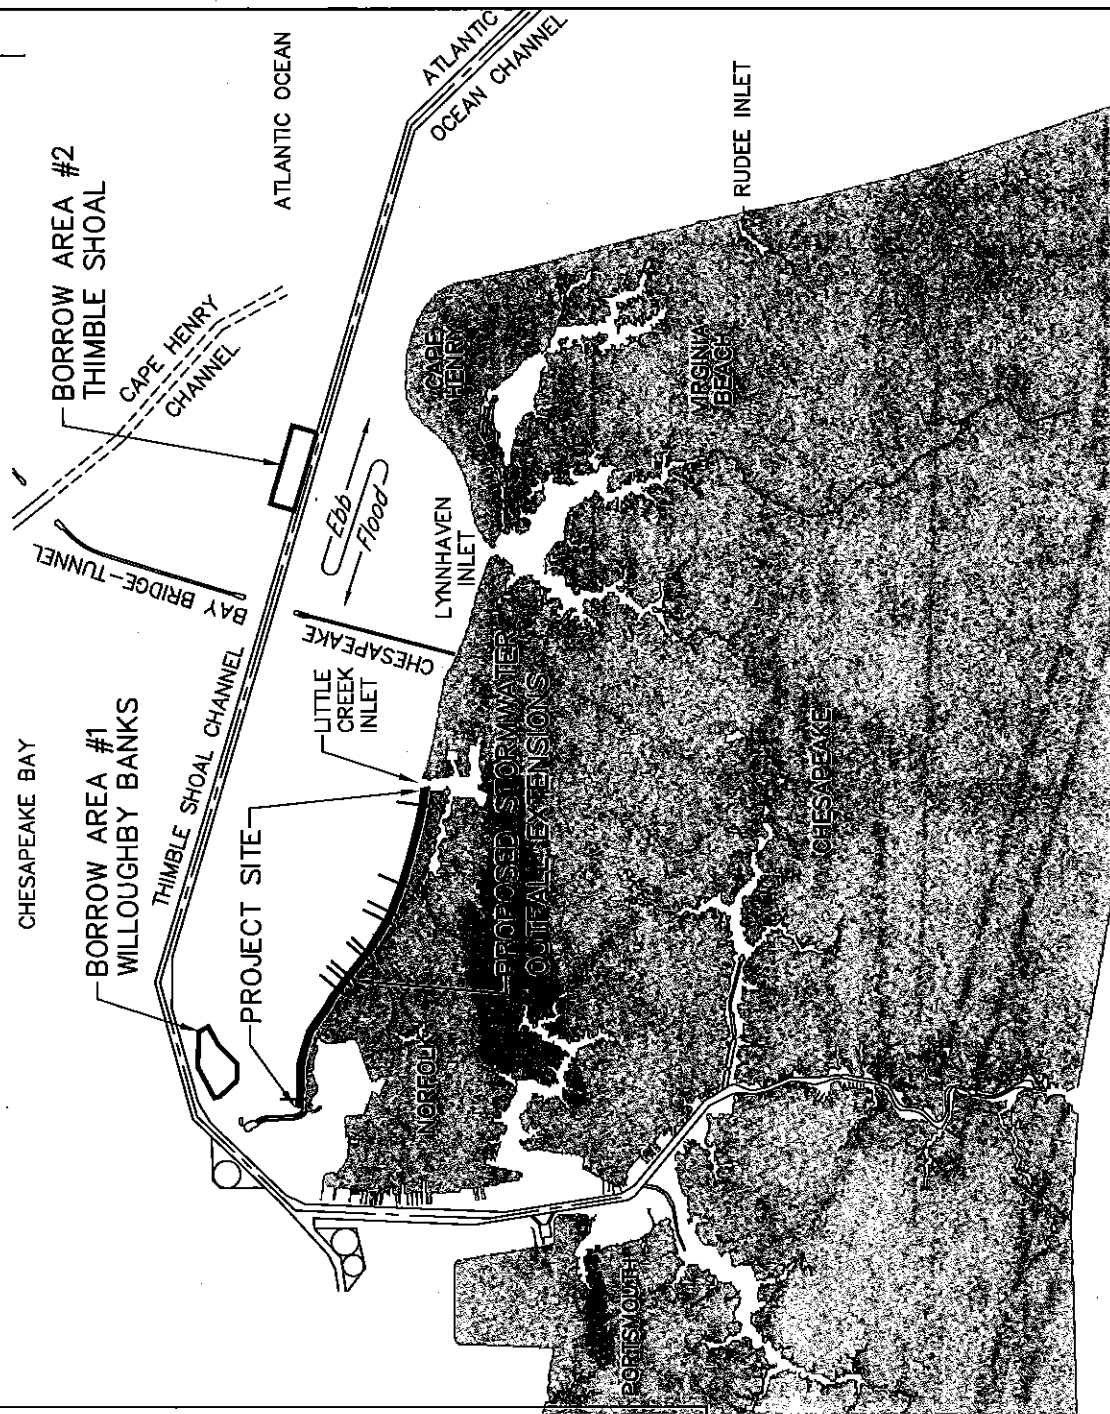 CHESAPEAKE BAY
BORROW AREA #1
WILLOUGHBY BANKS
PROJECT SITE
THIMBLE SHOAL CHANNEL
BAY BRIDGE-TUNNEL
CHESAPEAKE
LITTLE
CREEK
INLET
BORROW AREA #2
THIMBLE SHOAL
CAPE HENRY
CHANNEL
ATLANTIC OCEAN
ATLANTIC
OCEAN CHANNEL
Ebb
Flood
LYNNHAVEN
INLET
CAPE
HENRY
RUDEE INLET
VIRGINIA
BEACH
PROPOSED STORMWATER
OUTFALL EXTENSIONS
NORFOLK
CHESAPEAKE
PORTSMOUTH